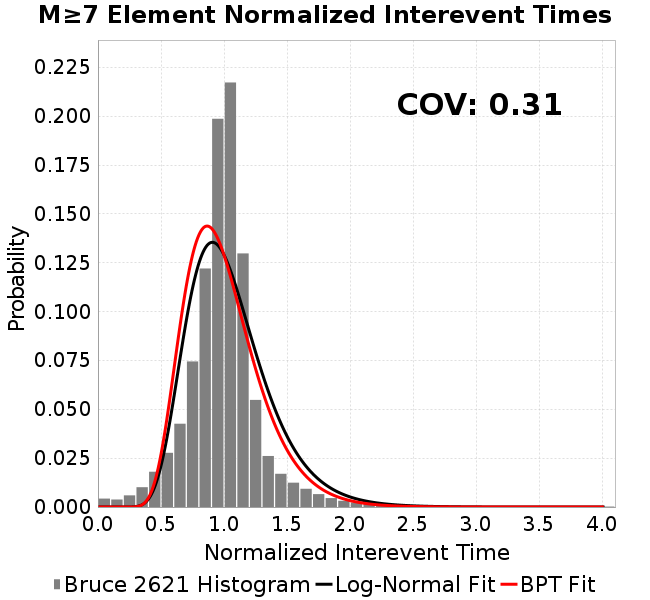 M≥7 Element Normalized Interevent Times
COV: 0.31
Probability
0.225
0.200
0.175
0.150
0.125
0.100
0.075
0.050
0.025
0.000
0.0 0.5 1.0 1.5 2.0 2.5 3.0 3.5 4.0
Normalized Interevent Time
Bruce 2621 Histogram Log-Normal Fit BPT Fit